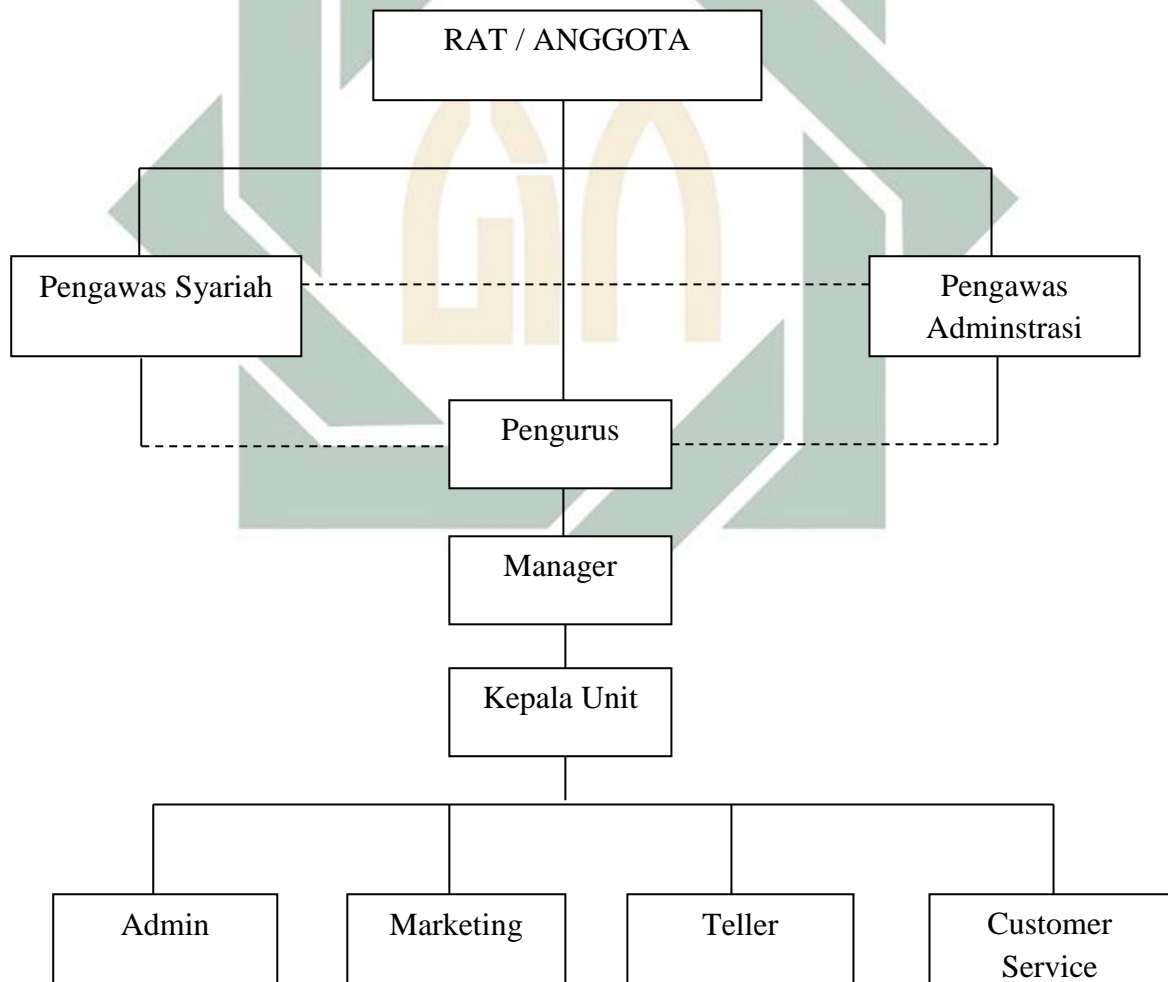 RAT / ANGGOTA
Pengawas Syariah
Pengawas
Adminstrasi
Pengurus
Manager
Kepala Unit
Admin
Marketing
Teller
Customer
Service